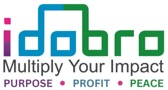 idobro
Multiply Your Impact
PURPOSE • PROFIT • PEACE